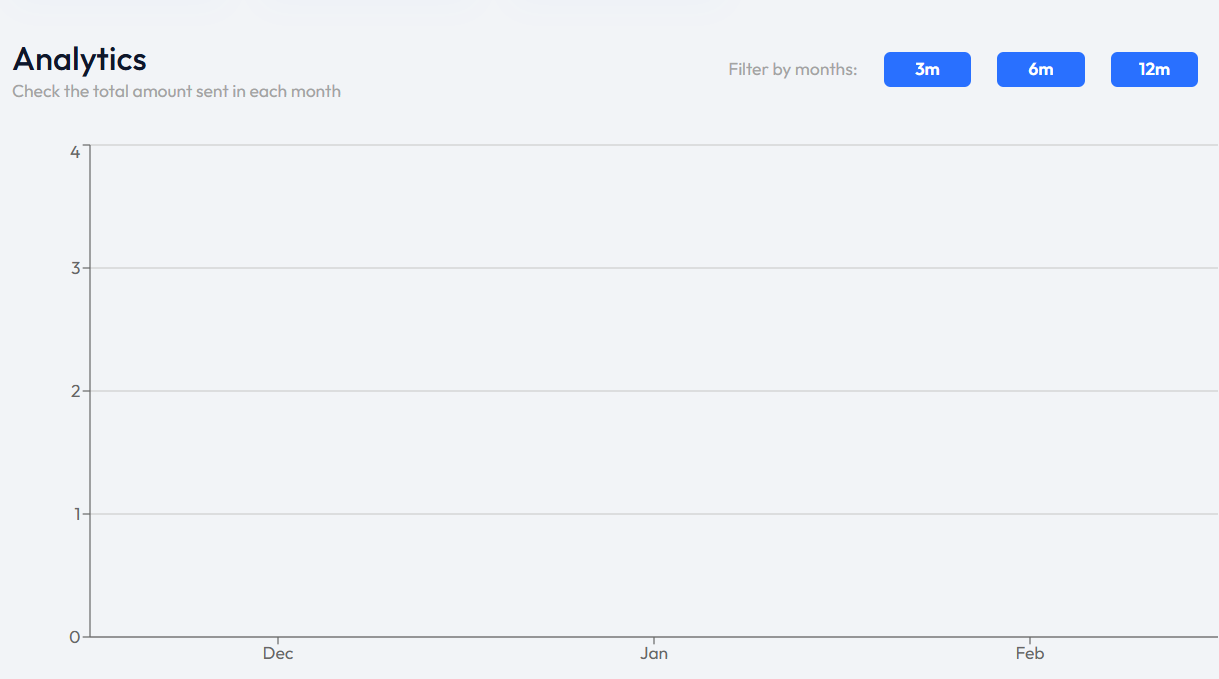 Analytics
Check the total amount sent in each month
Filter by months: 3m 6m 12m
4
3
2
1
0
Dec Jan Feb